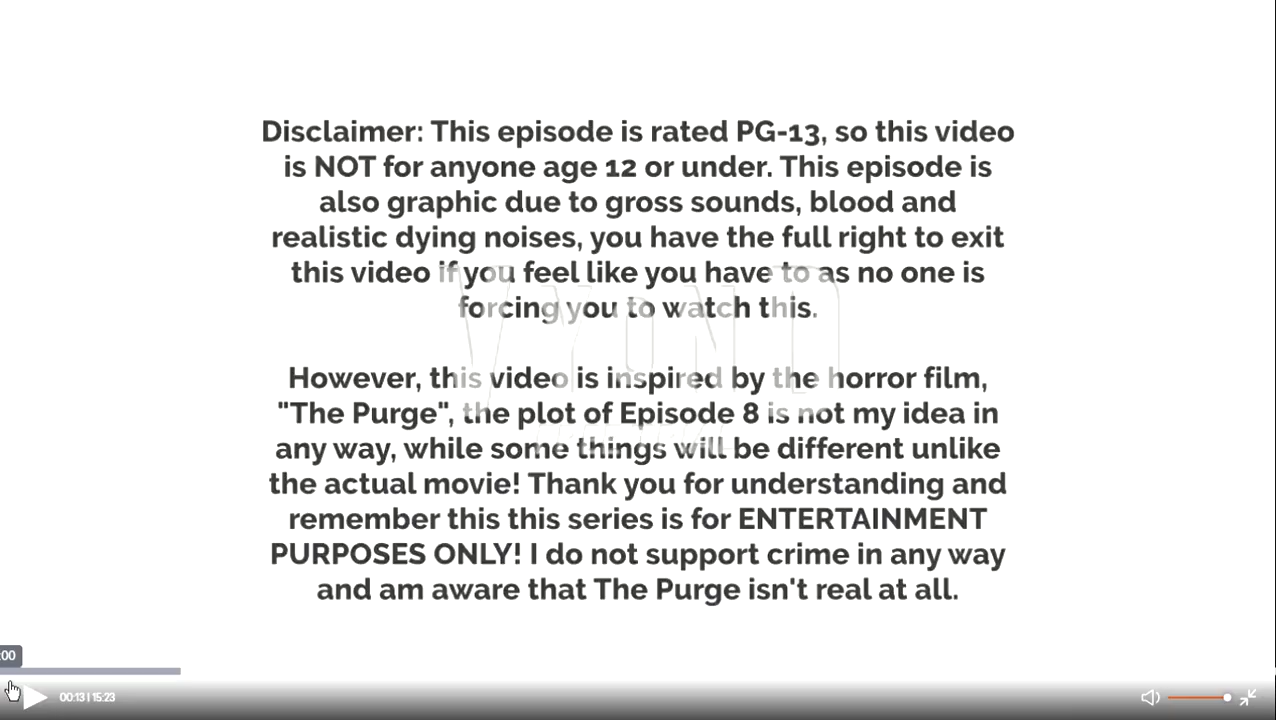 Disclaimer: This episode is rated PG-13, so this video
is NOT for anyone age 12 or under. This episode is
also graphic due to gross sounds, blood and
realistic dying noises, you have the full right to exit
this video if you feel like you have to as no one is
forcing you to watch this.
However, this video is inspired by the horror film,
"The Purge", the plot of Episode 8 is not my idea in
any way, while some things will be different unlike
the actual movie! Thank you for understanding and
remember this this series is for ENTERTAINMENT
PURPOSES ONLY! I do not support crime in any way
and am aware that The Purge isn't real at all.
VYOND
:00
00:13 | 15:23